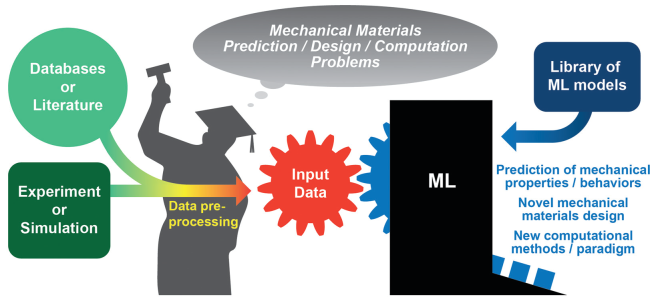 Mechanical Materials
Prediction / Design / Computation
Problems
Databases
or
Literature
Library of
ML models
Experiment
or
Simulation
Data pre-
processing
Input
Data
ML
Prediction of mechanical
properties / behaviors
Novel mechanical
materials design
New computational
methods / paradigm